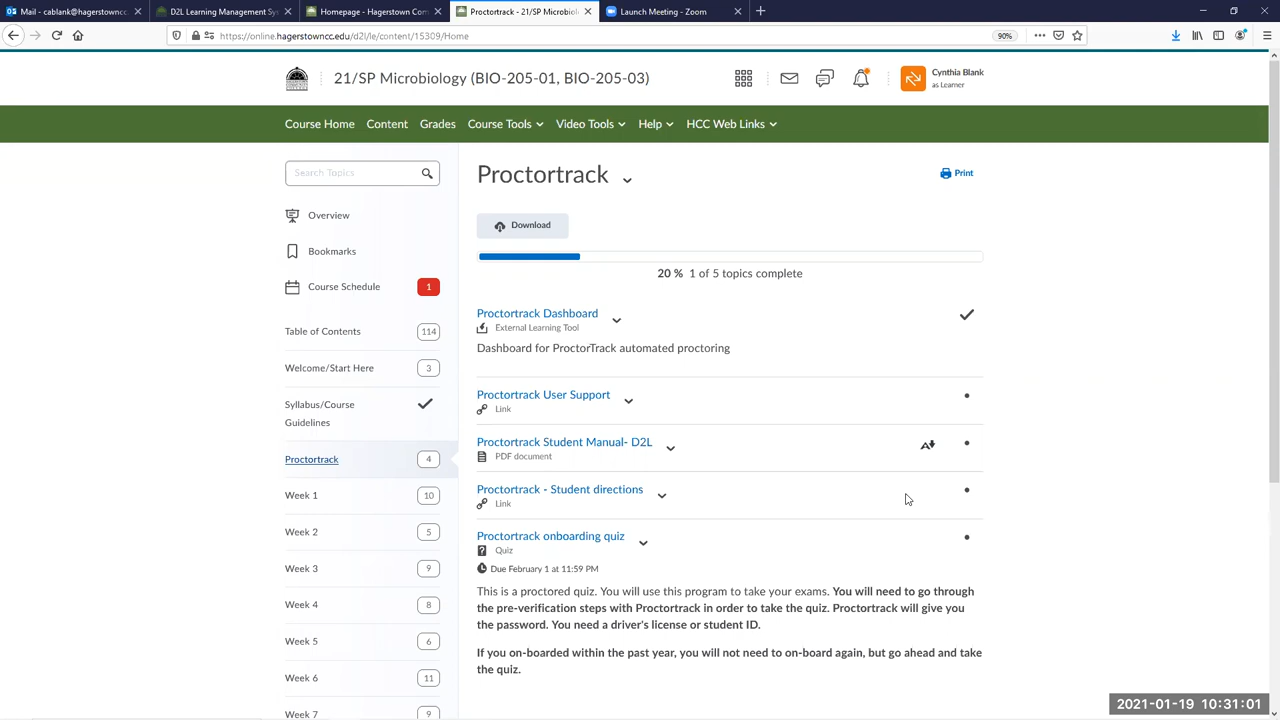 Mail - cablank@hagerstowncc.
D2L Learning Management Sys
Homepage - Hagerstown Com
Proctortrack - 21/SP Microbiolo
Launch Meeting - Zoom
https://online.hagerstowncc.edu/d2l/le/content/15309/Home
90%
21/SP Microbiology (BIO-205-01, BIO-205-03)
Cynthia Blank
as Learner
Course Home
Content
Grades
Course Tools
Video Tools
Help
HCC Web Links
Search Topics
Overview
Bookmarks
Course Schedule
1
Table of Contents
114
Welcome/Start Here
3
Syllabus/Course
Guidelines
Proctortrack
4
Week 1
10
Week 2
5
Week 3
9
Week 4
8
Week 5
6
Week 6
11
Week 7
9
Proctortrack
Print
Download
20 % 1 of 5 topics complete
Proctortrack Dashboard
External Learning Tool
Dashboard for ProctorTrack automated proctoring
Proctortrack User Support
Link
Proctortrack Student Manual- D2L
PDF document
Proctortrack - Student directions
Link
Proctortrack onboarding quiz
Quiz
Due February 1 at 11:59 PM
This is a proctored quiz. You will use this program to take your exams. You will need to go through
the pre-verification steps with Proctortrack in order to take the quiz. Proctortrack will give you
the password. You need a driver's license or student ID.
If you on-boarded within the past year, you will not need to on-board again, but go ahead and take
the quiz.
2021-01-19 10:31:01